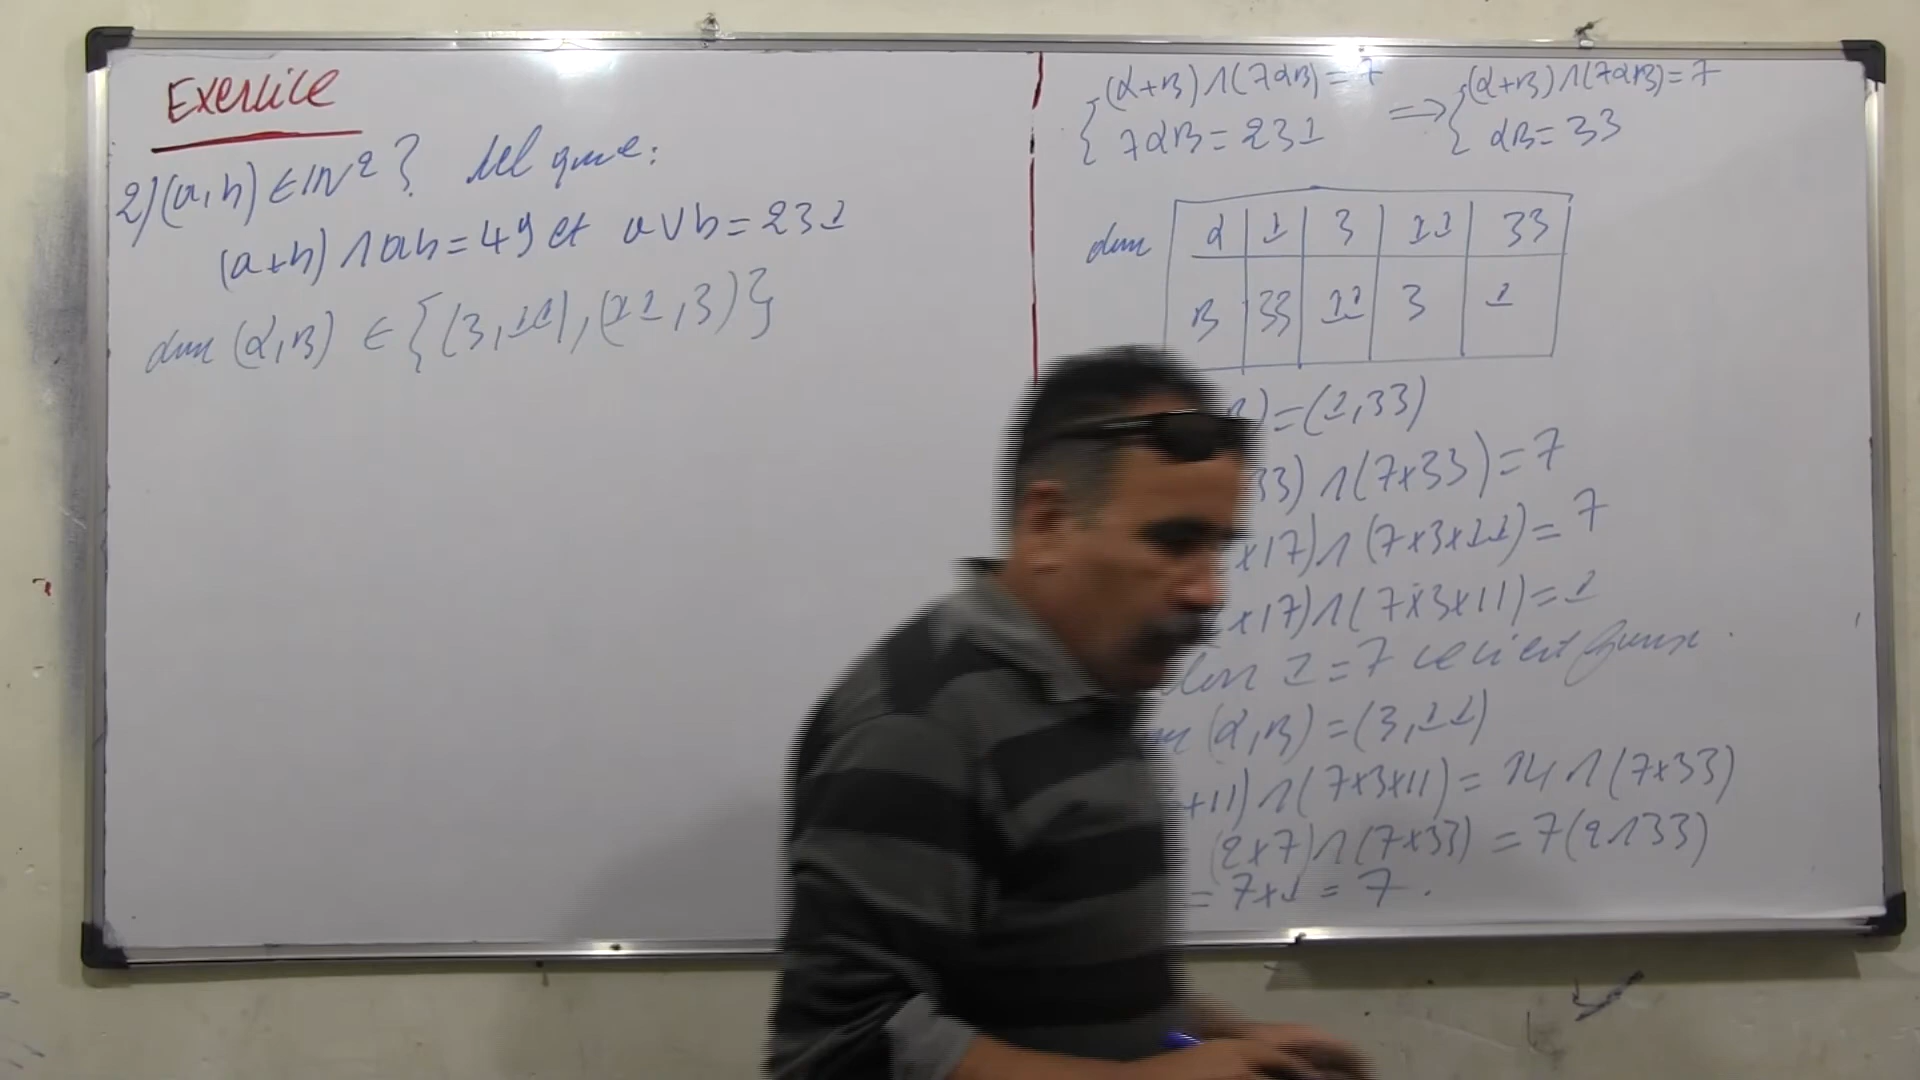 Exercice
2) (a,b) ∈ IN² ? tel que:
(a+b) ∧ ab = 49 et a ∨ b = 231
donc (α,β) ∈ {(3,11),(11,3)}
{ (α+β) ∧ (7αβ) = 7 ⟹ { (α+β) ∧ (7αβ) = 7
7αβ = 231 αβ = 33
donc
α 1 3 11 33
β 33 11 3 1
) = (1,33)
33) ∧ (7×33) = 7
×17) ∧ (7×3×11) = 7
×17) ∧ (7×3×11) = 1
donc 1 = 7 ceci est faux.
(α,β) = (3,11)
+11) ∧ (7×3×11) = 14 ∧ (7×33)
(2×7) ∧ (7×33) = 7(2∧33)
= 7×1 = 7.